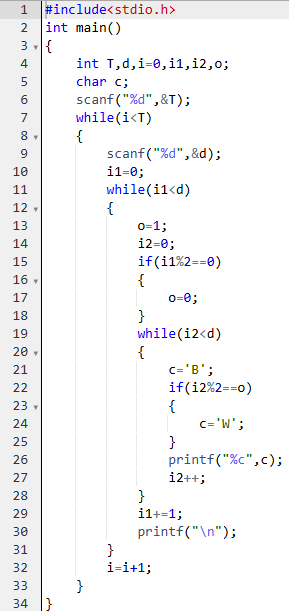 1 #include<stdio.h>
2 int main()
3 {
4 int T,d,i=0,i1,i2,o;
5 char c;
6 scanf("%d",&T);
7 while(i<T)
8 {
9 scanf("%d",&d);
10 i1=0;
11 while(i1<d)
12 {
13 o=1;
14 i2=0;
15 if(i1%2==0)
16 {
17 o=0;
18 }
19 while(i2<d)
20 {
21 c='B';
22 if(i2%2==o)
23 {
24 c='W';
25 }
26 printf("%c",c);
27 i2++;
28 }
29 i1+=1;
30 printf("\n");
31 }
32 i=i+1;
33 }
34 }